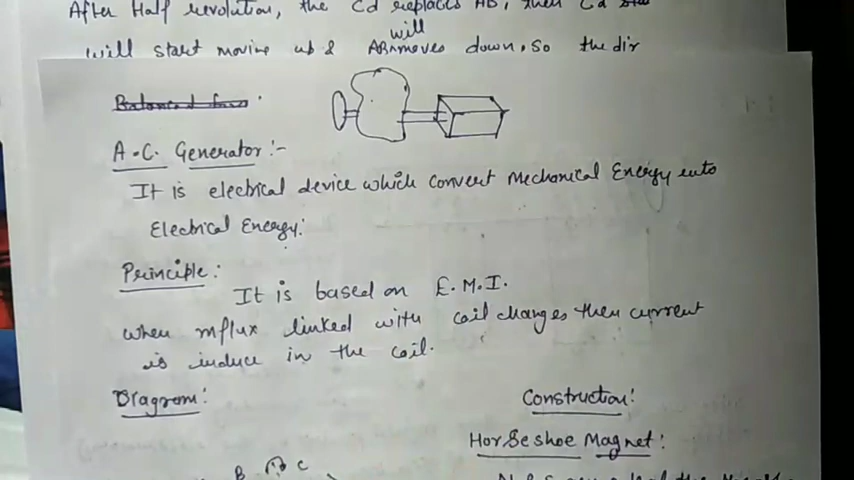 After Half revolution, the Cd replaces AB, then Cd
will
will start moving up & AB moves down, so the dir
A.C. Generator:-
It is electrical device which convert Mechanical Energy into
Electrical Energy:
Principle:
It is based on E.M.I.
when mflux linked with coil changes then current
is induce in the coil.
Diagram:
Construction:
Horseshoe Magnet:
B C